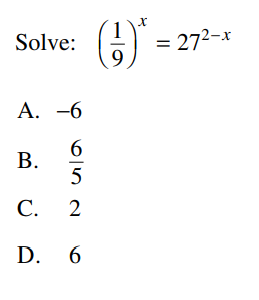 Solve: (1/9)^x = 27^{2−x}
A. −6
B. 6/5
C. 2
D. 6